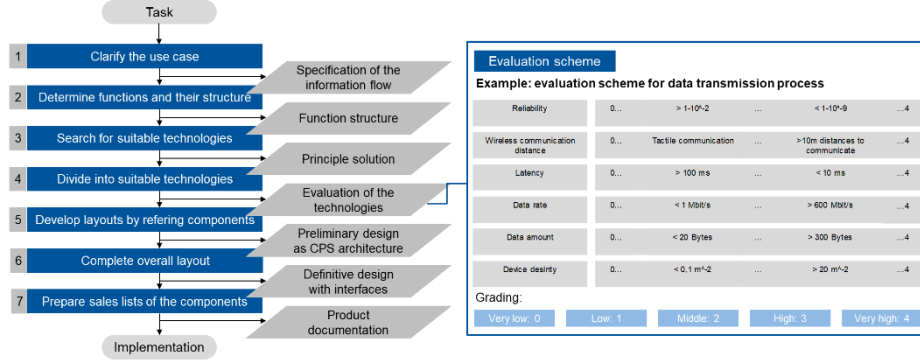 Task
1
Clarify the use case
Specification of the
information flow
2
Determine functions and their structure
Function structure
3
Search for suitable technologies
Principle solution
4
Divide into suitable technologies
Evaluation of the
technologies
5
Develop layouts by refering components
Preliminary design
as CPS architecture
6
Complete overall layout
Definitive design
with interfaces
7
Prepare sales lists of the components
Product
documentation
Implementation
Evaluation scheme
Example: evaluation scheme for data transmission process
Reliability 0... > 1-10^-2 ... < 1-10^-9 ...4
Wireless communication
distance
0... Tactile communication ... >10m distances to
communicate
...4
Latency 0... > 100 ms ... < 10 ms ...4
Data rate 0... < 1 Mbit/s ... > 600 Mbit/s ...4
Data amount 0... < 20 Bytes ... > 300 Bytes ...4
Device desinty 0... < 0,1 m^-2 ... > 20 m^-2 ...4
Grading:
Very low: 0 Low: 1 Middle: 2 High: 3 Very high: 4